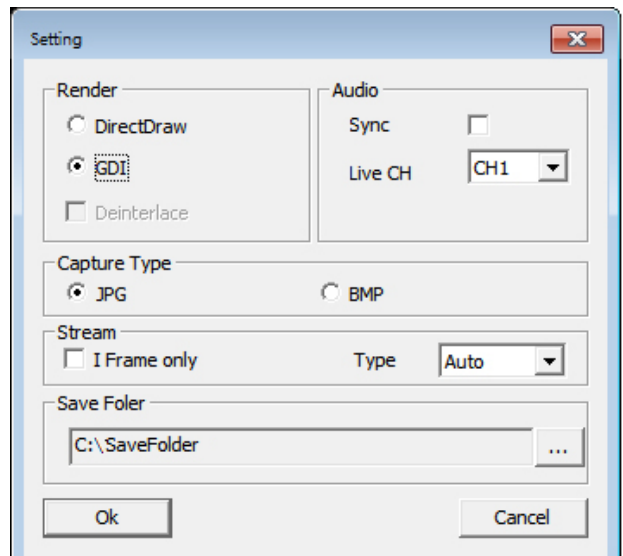 Setting
Render
DirectDraw
GDI
Deinterlace
Audio
Sync
Live CH CH1
Capture Type
JPG BMP
Stream
I Frame only Type Auto
Save Foler
C:\SaveFolder ...
Ok Cancel